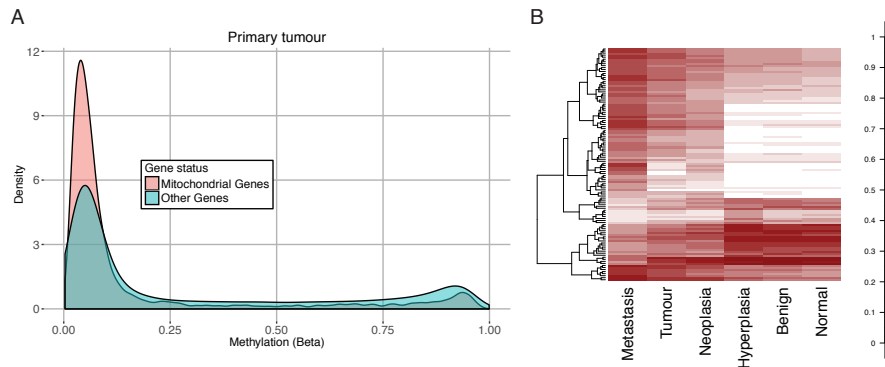 A
Primary tumour
12
9
6
3
0
Density
Gene status
Mitochondrial Genes
Other Genes
0.00
0.25
0.50
0.75
1.00
Methylation (Beta)
B
Metastasis
Tumour
Neoplasia
Hyperplasia
Benign
Normal
1
0.9
0.8
0.7
0.6
0.5
0.4
0.3
0.2
0.1
0